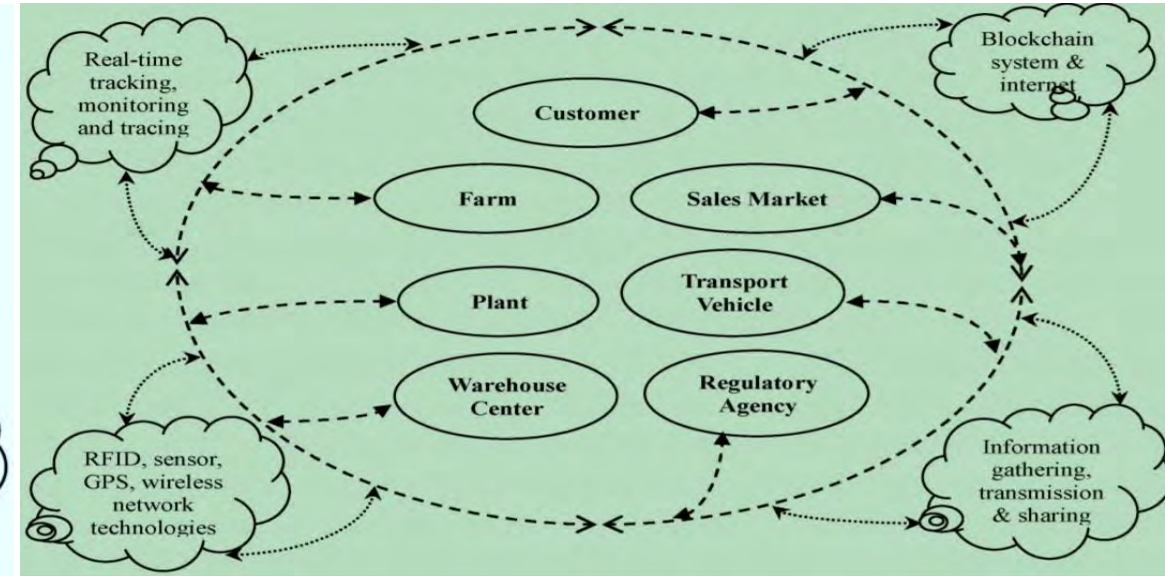 Real-time
tracking,
monitoring
and tracing
Blockchain
system &
internet
Customer
Farm
Sales Market
Plant
Transport
Vehicle
Warehouse
Center
Regulatory
Agency
RFID, sensor,
GPS, wireless
network
technologies
Information
gathering,
transmission
& sharing